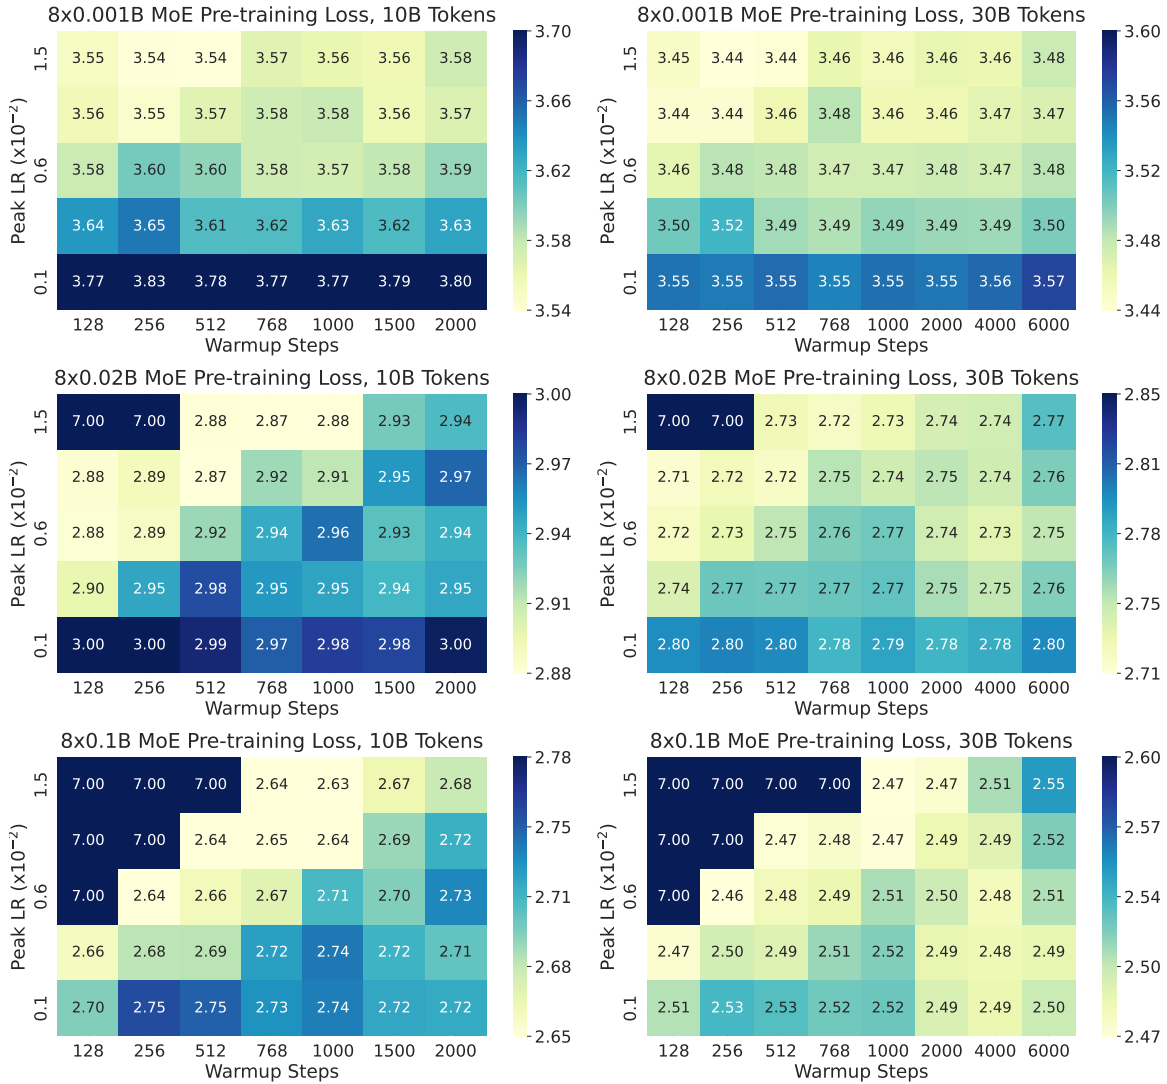 8x0.001B MoE Pre-training Loss, 10B Tokens
Peak LR (x10⁻²)
1.5 3.55 3.54 3.54 3.57 3.56 3.56 3.58
3.56 3.55 3.57 3.58 3.58 3.56 3.57
0.6 3.58 3.60 3.60 3.58 3.57 3.58 3.59
3.64 3.65 3.61 3.62 3.63 3.62 3.63
0.1 3.77 3.83 3.78 3.77 3.77 3.79 3.80
128 256 512 768 1000 1500 2000
Warmup Steps
3.70
3.66
3.62
3.58
3.54
8x0.001B MoE Pre-training Loss, 30B Tokens
Peak LR (x10⁻²)
1.5 3.45 3.44 3.44 3.46 3.46 3.46 3.46 3.48
3.44 3.44 3.46 3.48 3.46 3.46 3.47 3.47
0.6 3.46 3.48 3.48 3.47 3.47 3.48 3.47 3.48
3.50 3.52 3.49 3.49 3.49 3.49 3.49 3.50
0.1 3.55 3.55 3.55 3.55 3.55 3.55 3.56 3.57
128 256 512 768 1000 2000 4000 6000
Warmup Steps
3.60
3.56
3.52
3.48
3.44
8x0.02B MoE Pre-training Loss, 10B Tokens
Peak LR (x10⁻²)
1.5 7.00 7.00 2.88 2.87 2.88 2.93 2.94
2.88 2.89 2.87 2.92 2.91 2.95 2.97
0.6 2.88 2.89 2.92 2.94 2.96 2.93 2.94
2.90 2.95 2.98 2.95 2.95 2.94 2.95
0.1 3.00 3.00 2.99 2.97 2.98 2.98 3.00
128 256 512 768 1000 1500 2000
Warmup Steps
3.00
2.97
2.94
2.91
2.88
8x0.02B MoE Pre-training Loss, 30B Tokens
Peak LR (x10⁻²)
1.5 7.00 7.00 2.73 2.72 2.73 2.74 2.74 2.77
2.71 2.72 2.72 2.75 2.74 2.75 2.74 2.76
0.6 2.72 2.73 2.75 2.76 2.77 2.74 2.73 2.75
2.74 2.77 2.77 2.77 2.77 2.75 2.75 2.76
0.1 2.80 2.80 2.80 2.78 2.79 2.78 2.78 2.80
128 256 512 768 1000 2000 4000 6000
Warmup Steps
2.85
2.81
2.78
2.75
2.71
8x0.1B MoE Pre-training Loss, 10B Tokens
Peak LR (x10⁻²)
1.5 7.00 7.00 7.00 2.64 2.63 2.67 2.68
7.00 7.00 2.64 2.65 2.64 2.69 2.72
0.6 7.00 2.64 2.66 2.67 2.71 2.70 2.73
2.66 2.68 2.69 2.72 2.74 2.72 2.71
0.1 2.70 2.75 2.75 2.73 2.74 2.72 2.72
128 256 512 768 1000 1500 2000
Warmup Steps
2.78
2.75
2.71
2.68
2.65
8x0.1B MoE Pre-training Loss, 30B Tokens
Peak LR (x10⁻²)
1.5 7.00 7.00 7.00 7.00 2.47 2.47 2.51 2.55
7.00 7.00 2.47 2.48 2.47 2.49 2.49 2.52
0.6 7.00 2.46 2.48 2.49 2.51 2.50 2.48 2.51
2.47 2.50 2.49 2.51 2.52 2.49 2.48 2.49
0.1 2.51 2.53 2.53 2.52 2.52 2.49 2.49 2.50
128 256 512 768 1000 2000 4000 6000
Warmup Steps
2.60
2.57
2.54
2.50
2.47